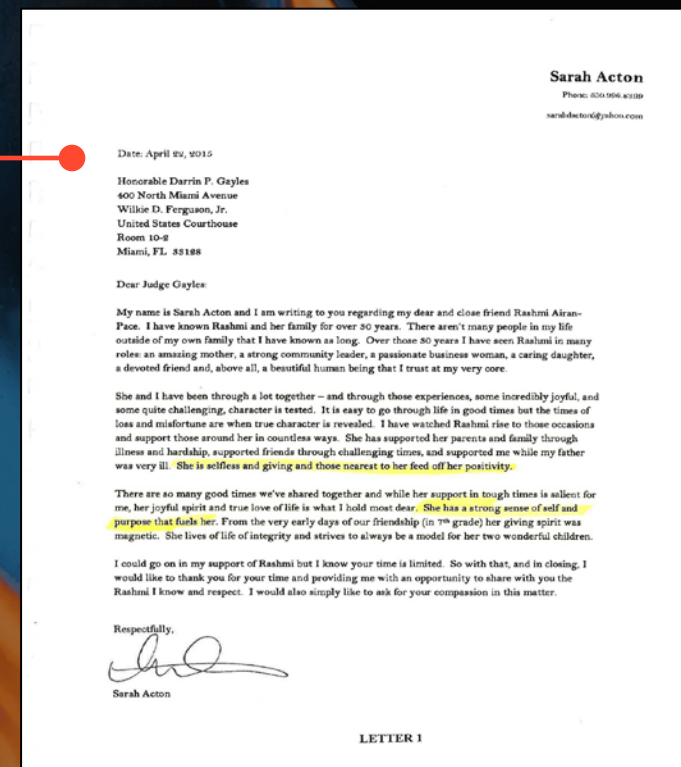 Sarah Acton
Phone:
Date: April 22, 2015
Honorable Darrin P. Gayles
400 North Miami Avenue
Wilkie D. Ferguson, Jr.
United States Courthouse
Room 10-2
Miami, FL 33128
Dear Judge Gayles:
My name is Sarah Acton and I am writing to you regarding my dear and close friend Rashmi Airan-
Pace. I have known Rashmi and her family for over 30 years. There aren't many people in my life
outside of my own family that I have known as long. Over those 30 years I have seen Rashmi in many
roles: an amazing mother, a strong community leader, a passionate business woman, a caring daughter,
a devoted friend and, above all, a beautiful human being that I trust at my very core.
She and I have been through a lot together – and through those experiences, some incredibly joyful, and
some quite challenging, character is tested. It is easy to go through life in good times but the times of
loss and misfortune are when true character is revealed. I have watched Rashmi rise to those occasions
and support those around her in countless ways. She has supported her parents and family through
illness and hardship, supported friends through challenging times, and supported me while my father
was very ill. She is selfless and giving and those nearest to her feed off her positivity.
There are so many good times we've shared together and while her support in tough times is salient for
me, her joyful spirit and true love of life is what I hold most dear. She has a strong sense of self and
purpose that fuels her. From the very early days of our friendship (in 7th grade) her giving spirit was
magnetic. She lives of life of integrity and strives to always be a model for her two wonderful children.
I could go on in my support of Rashmi but I know your time is limited. So with that, and in closing, I
would like to thank you for your time and providing me with an opportunity to share with you the
Rashmi I know and respect. I would also simply like to ask for your compassion in this matter.
Respectfully,
Sarah Acton
LETTER 1